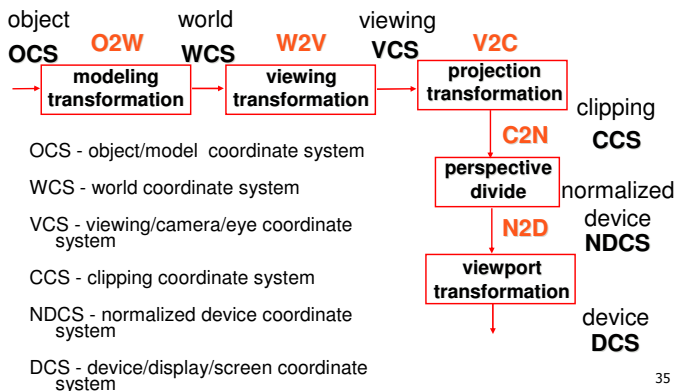 object world viewing
OCS O2W WCS W2V VCS V2C
modeling
transformation
viewing
transformation
projection
transformation
clipping
CCS
C2N
perspective
divide
normalized
device
NDCS
N2D
viewport
transformation
device
DCS
OCS - object/model coordinate system
WCS - world coordinate system
VCS - viewing/camera/eye coordinate
system
CCS - clipping coordinate system
NDCS - normalized device coordinate
system
DCS - device/display/screen coordinate
system
35